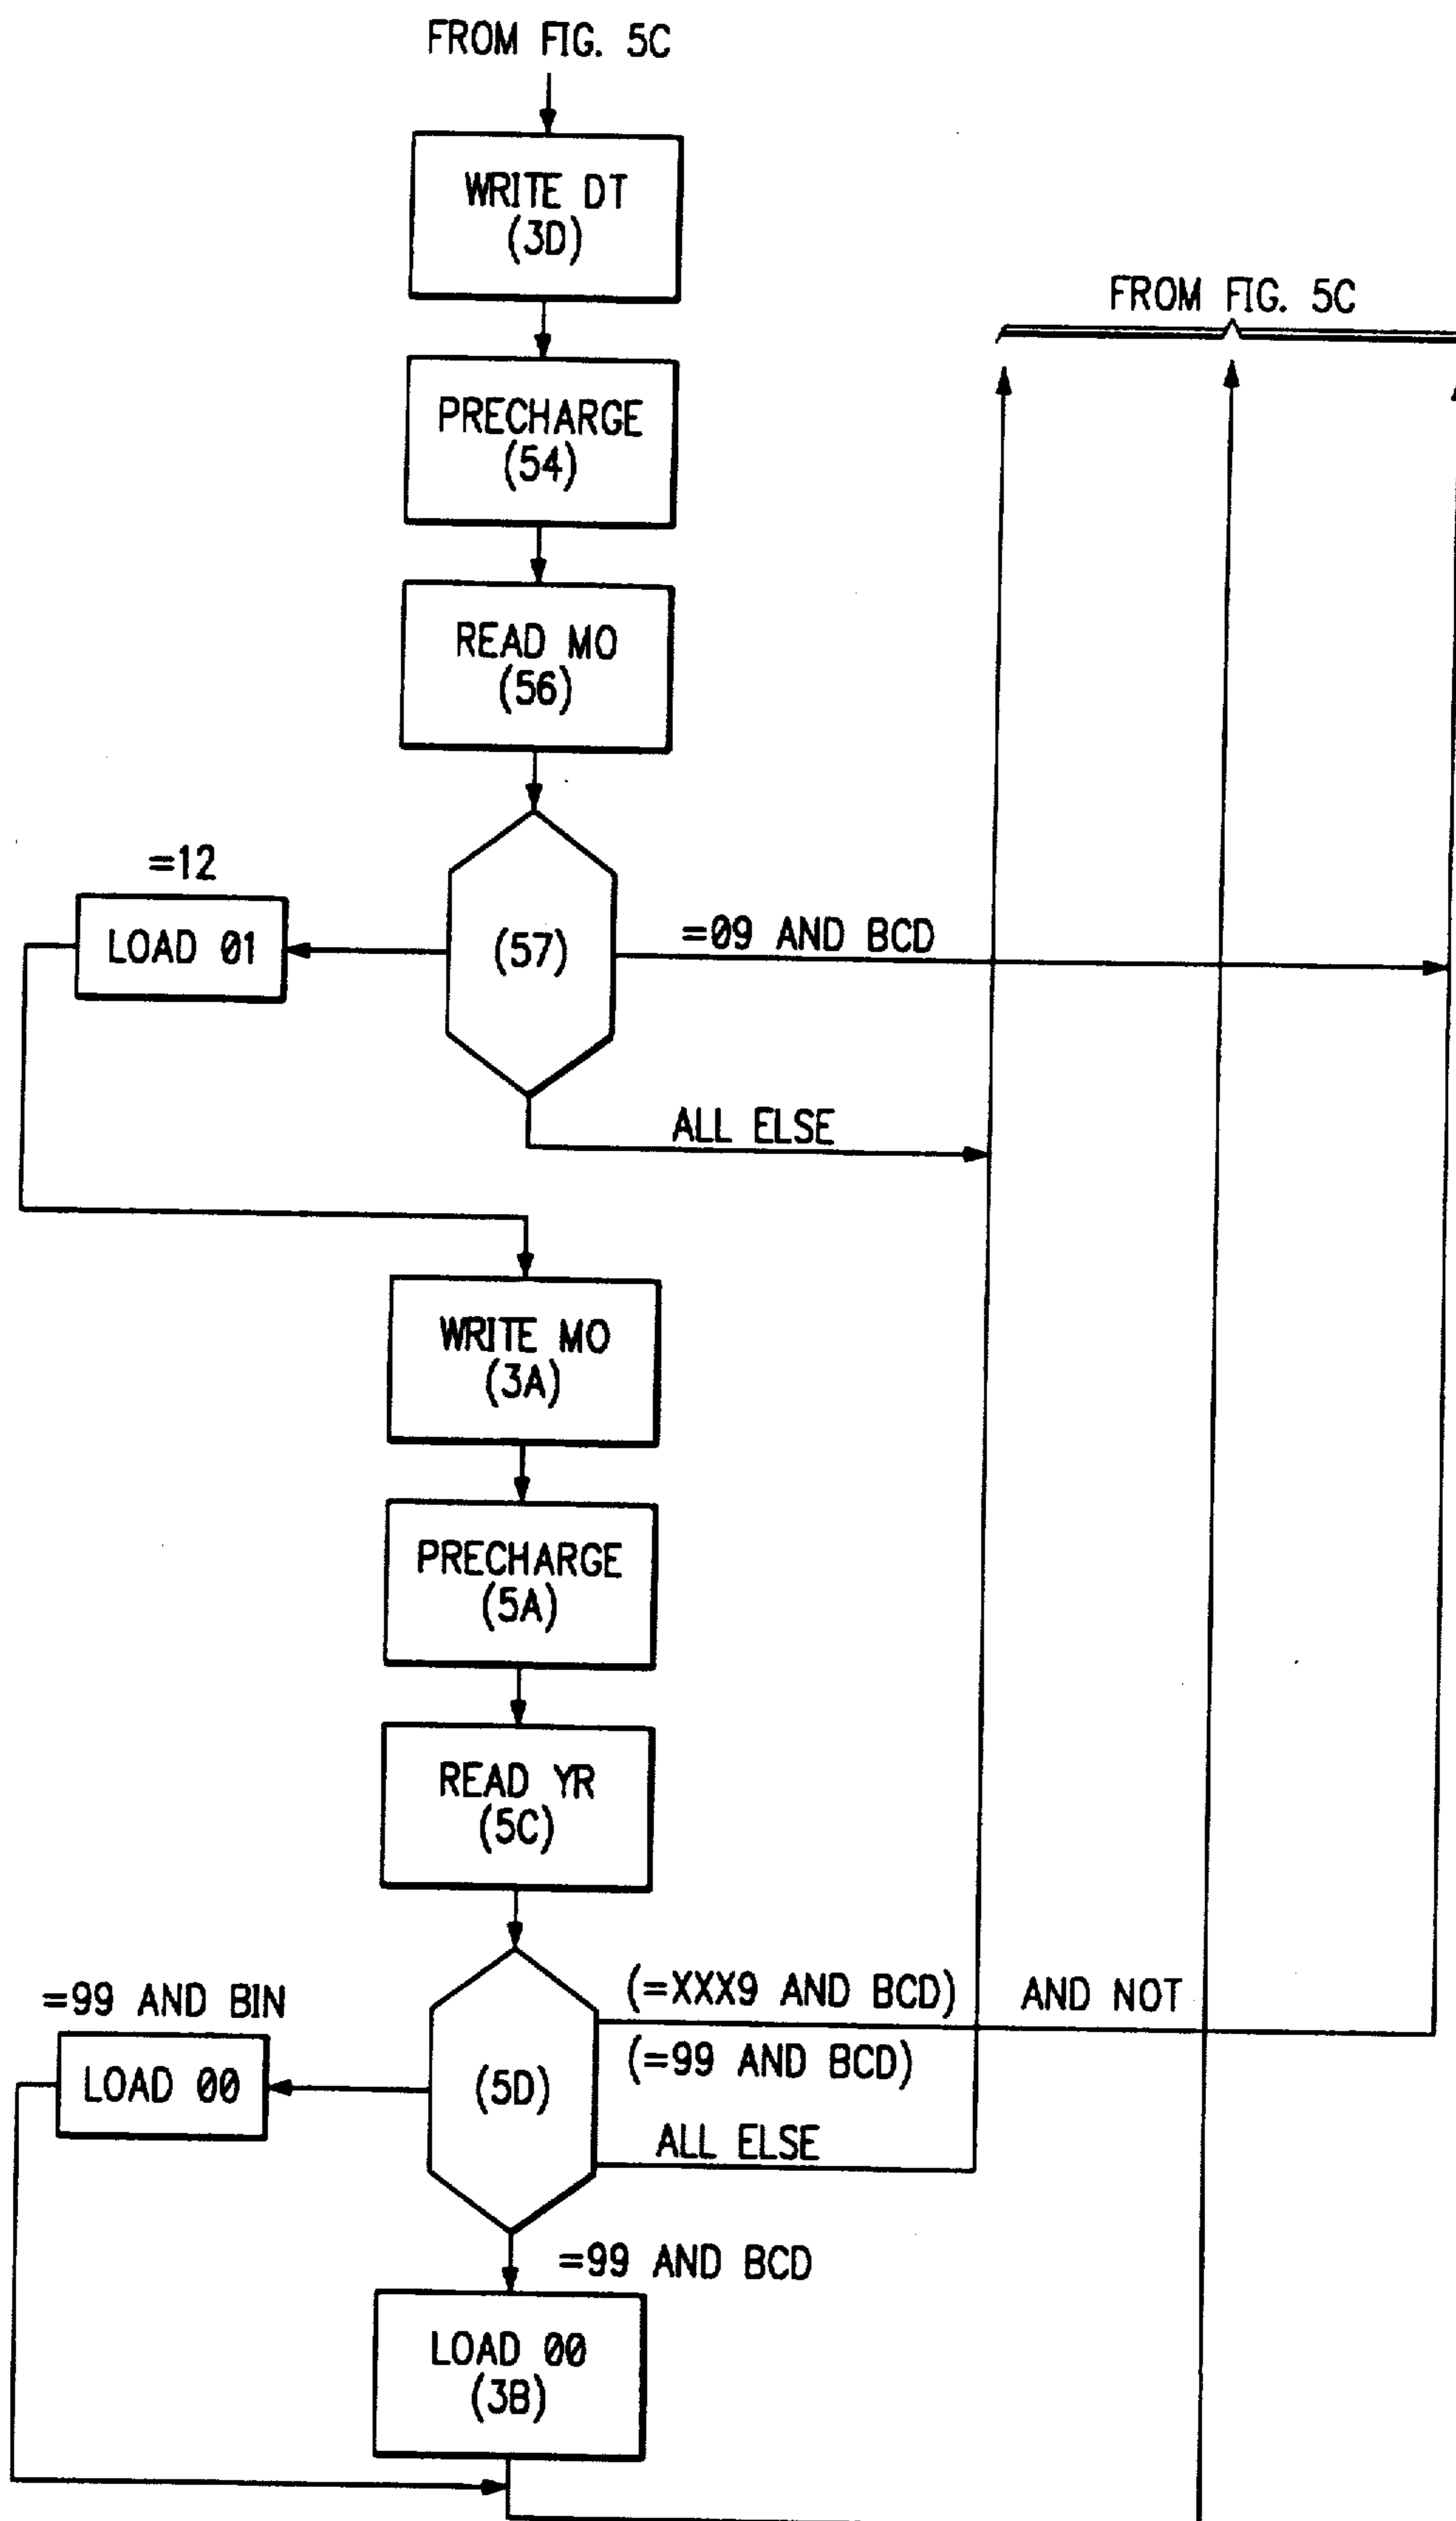 FROM FIG. 5C
WRITE DT
(3D)
FROM FIG. 5C
PRECHARGE
(54)
READ MO
(56)
=12
LOAD 01
(57)
=09 AND BCD
ALL ELSE
WRITE MO
(3A)
PRECHARGE
(5A)
READ YR
(5C)
=99 AND BIN
LOAD 00
(5D)
(=XXX9 AND BCD) AND NOT
(=99 AND BCD)
ALL ELSE
=99 AND BCD
LOAD 00
(3B)